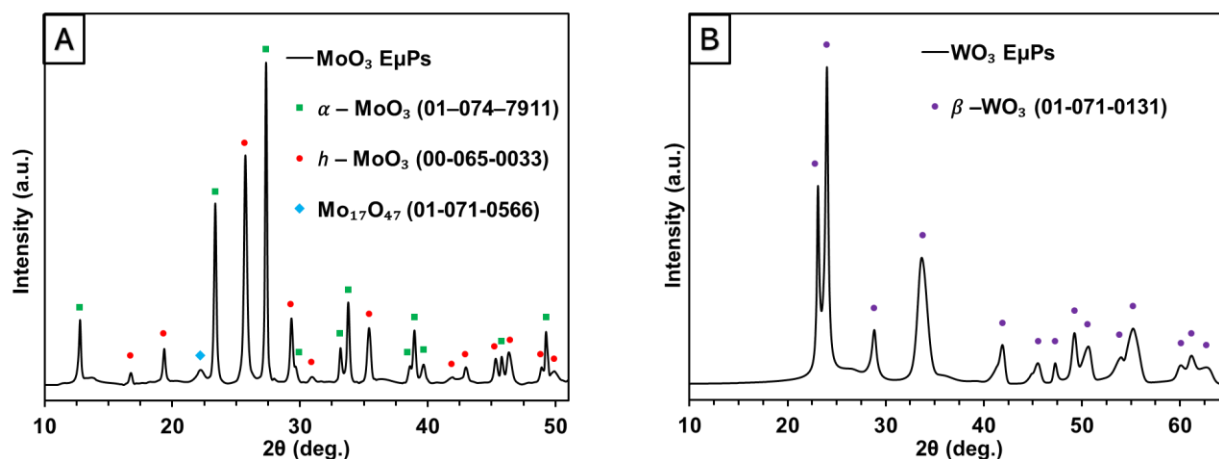 A
MoO₃ EμPs
α – MoO₃ (01–074–7911)
h – MoO₃ (00-065-0033)
Mo₁₇O₄₇ (01-071-0566)
Intensity (a.u.)
10 20 30 40 50
2θ (deg.)
B
WO₃ EμPs
β –WO₃ (01-071-0131)
Intensity (a.u.)
10 20 30 40 50 60
2θ (deg.)